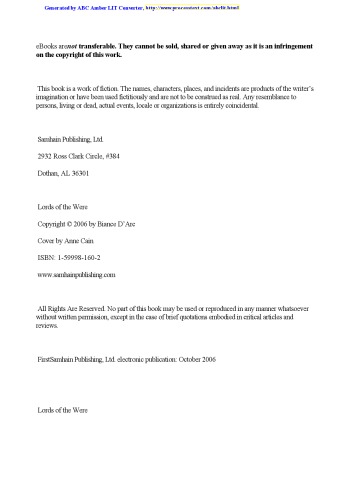 Generated by ABC Amber LIT Converter, http://www.processtext.com/abclit.html
eBooks arenot transferable. They cannot be sold, shared or given away as it is an infringement
on the copyright of this work.
This book is a work of fiction. The names, characters, places, and incidents are products of the writer's
imagination or have been used fictitiously and are not to be construed as real. Any resemblance to
persons, living or dead, actual events, locale or organizations is entirely coincidental.
Samhain Publishing, Ltd.
2932 Ross Clark Circle, #384
Dothan, AL 36301
Lords of the Were
Copyright © 2006 by Biance D'Arc
Cover by Anne Cain
ISBN: 1-59998-160-2
www.samhainpublishing.com
All Rights Are Reserved. No part of this book may be used or reproduced in any manner whatsoever
without written permission, except in the case of brief quotations embodied in critical articles and
reviews.
FirstSamhain Publishing, Ltd. electronic publication: October 2006
Lords of the Were